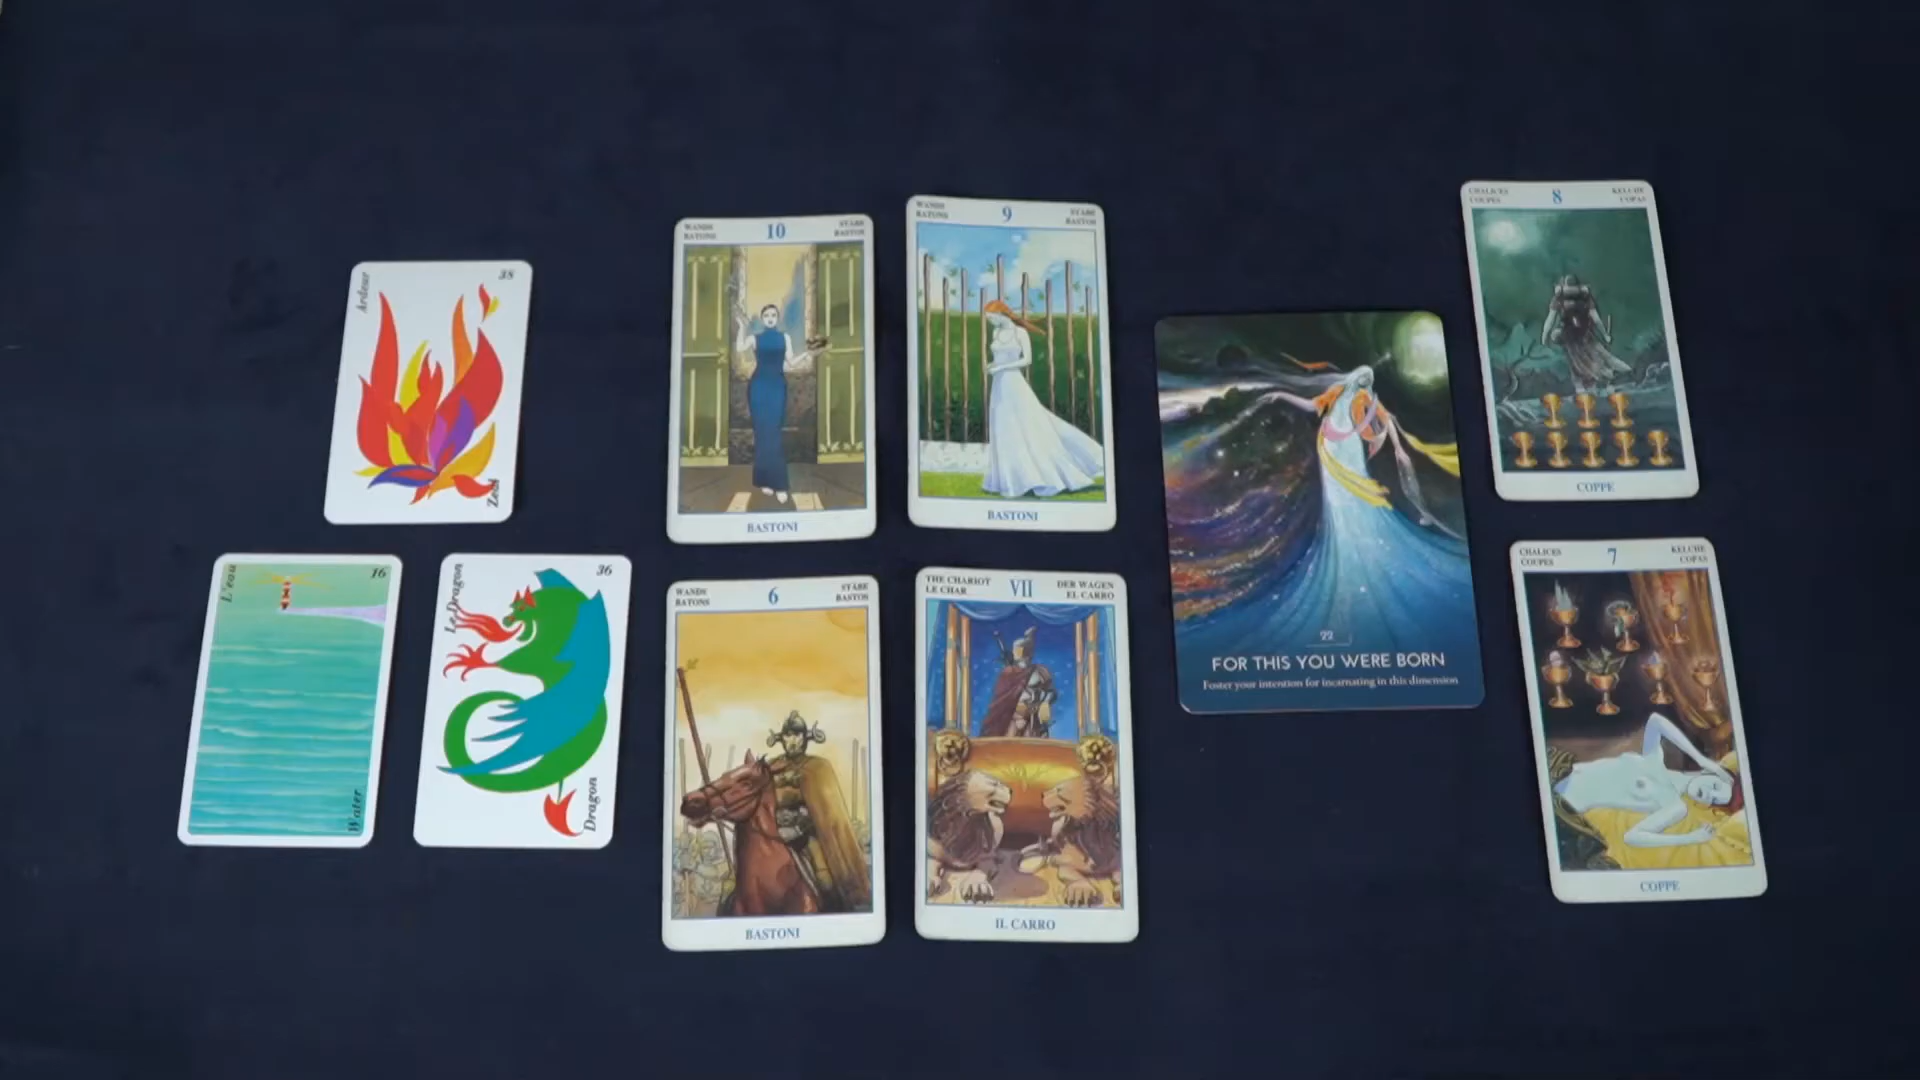 Ardeur
38
Zeal
L'eau
16
Water
Le Dragon
36
Dragon
WANDS
BATONS
10
STÄBE
BASTOS
BASTONI
WANDS
BATONS
9
STÄBE
BASTOS
BASTONI
WANDS
BATONS
6
STÄBE
BASTOS
BASTONI
THE CHARIOT
LE CHAR
VII
DER WAGEN
EL CARRO
IL CARRO
22
FOR THIS YOU WERE BORN
Foster your intention for incarnating in this dimension
CHALICES
COUPES
8
KELCHE
COPAS
COPPE
CHALICES
COUPES
7
KELCHE
COPAS
COPPE